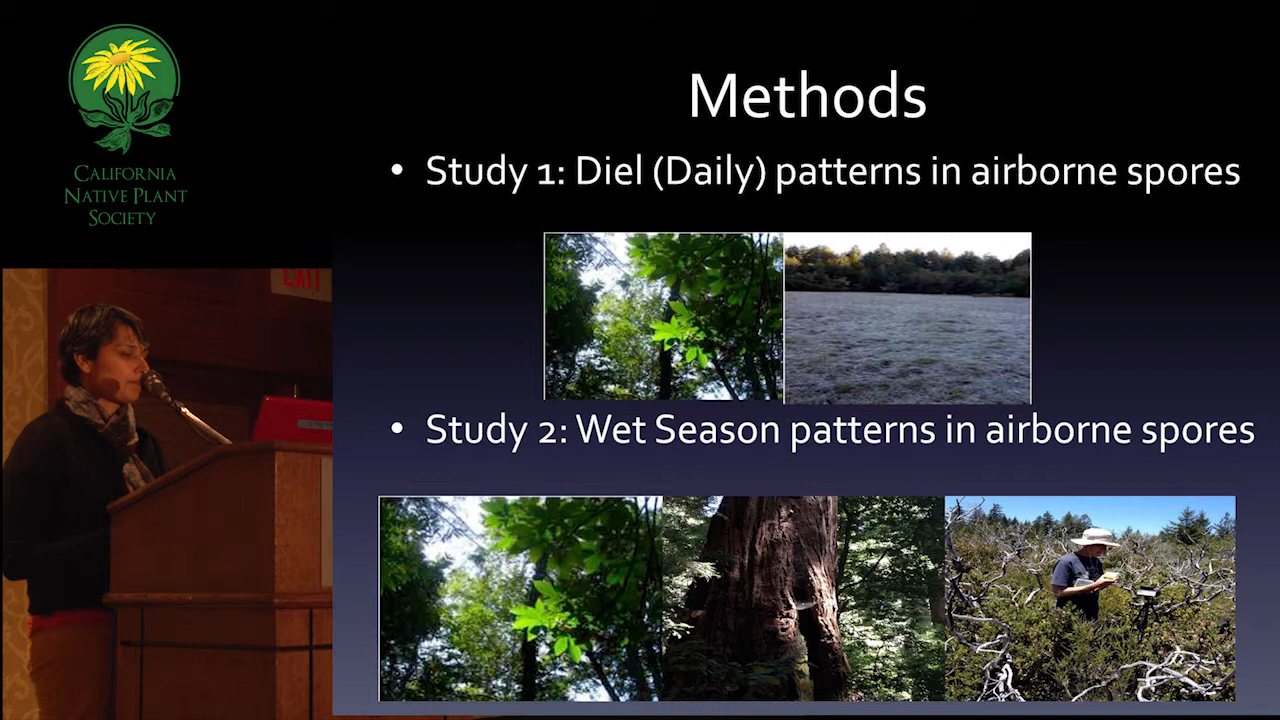 CALIFORNIA
NATIVE PLANT
SOCIETY
Methods
• Study 1: Diel (Daily) patterns in airborne spores
EXIT
• Study 2: Wet Season patterns in airborne spores